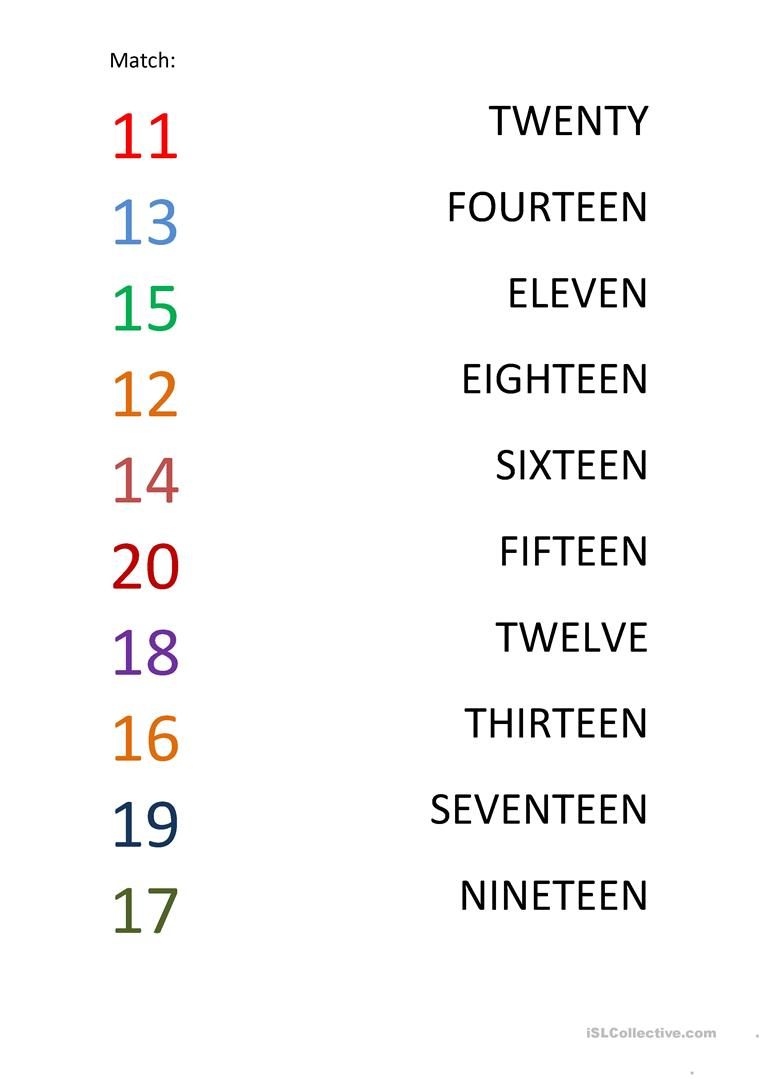 Match:
11 TWENTY
13 FOURTEEN
15 ELEVEN
12 EIGHTEEN
14 SIXTEEN
20 FIFTEEN
18 TWELVE
16 THIRTEEN
19 SEVENTEEN
17 NINETEEN
iSLCollective.com